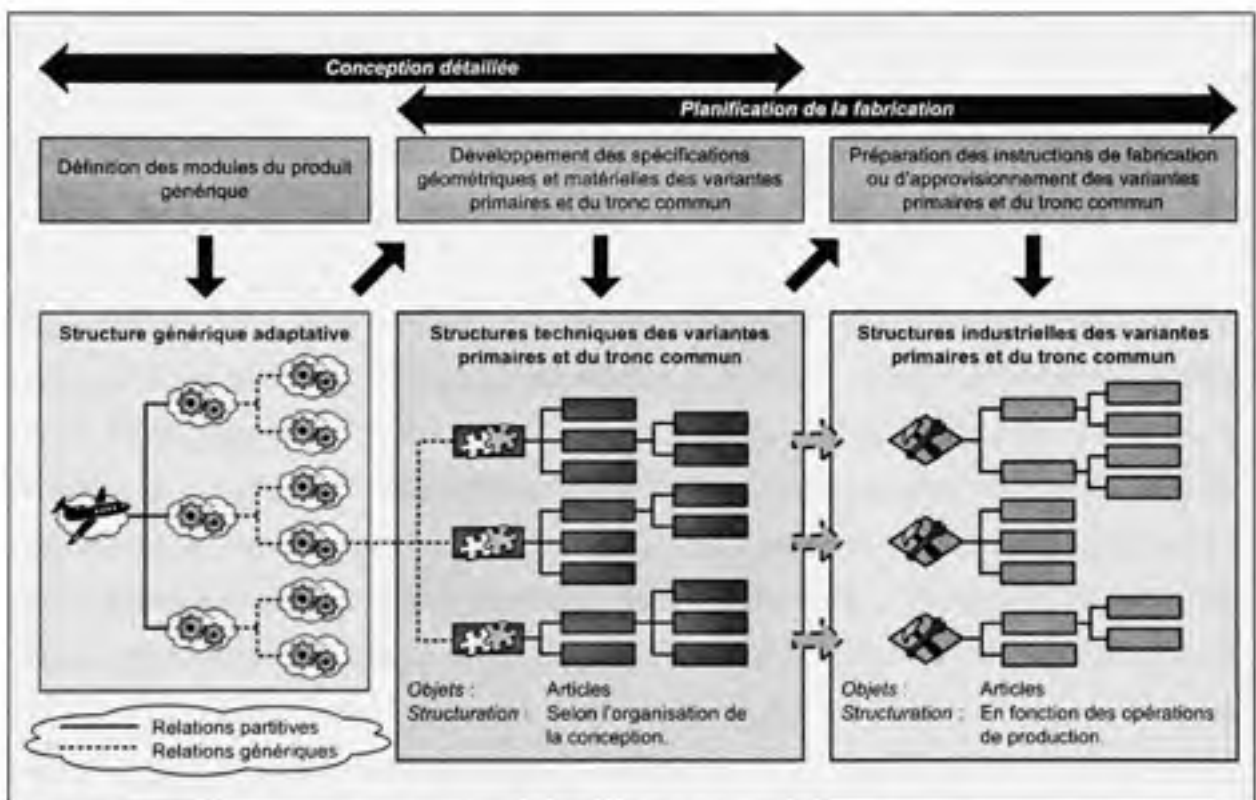 Conception détaillée
Planification de la fabrication
Définition des modules du produit
générique
Développement des spécifications
géométriques et matérielles des variantes
primaires et du tronc commun
Préparation des instructions de fabrication
ou d'approvisionnement des variantes
primaires et du tronc commun
Structure générique adaptative
Structures techniques des variantes
primaires et du tronc commun
Structures industrielles des variantes
primaires et du tronc commun
Objets : Articles
Structuration : Selon l'organisation de
la conception.
Objets : Articles
Structuration : En fonction des opérations
de production.
Relations partitives
Relations génériques